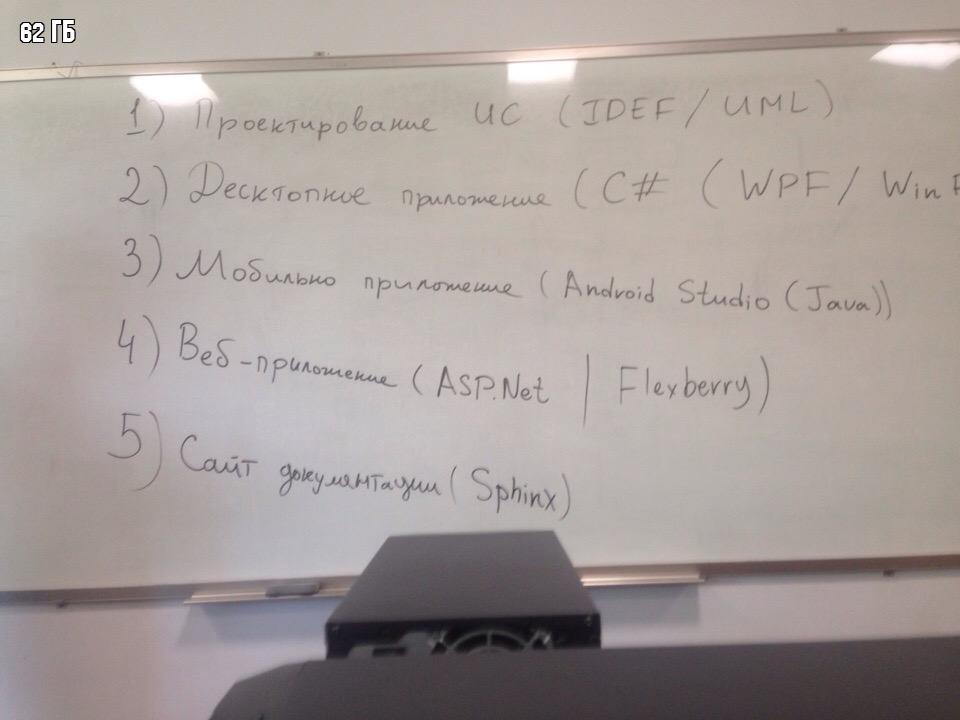 62 ГБ
1) Проектирование ИС (IDEF / UML)
2) Десктопное приложение (C# (WPF / Win F
3) Мобильно приложение (Android Studio (Java))
4) Веб-приложение (ASP.Net | Flexberry)
5) Сайт документации (Sphinx)